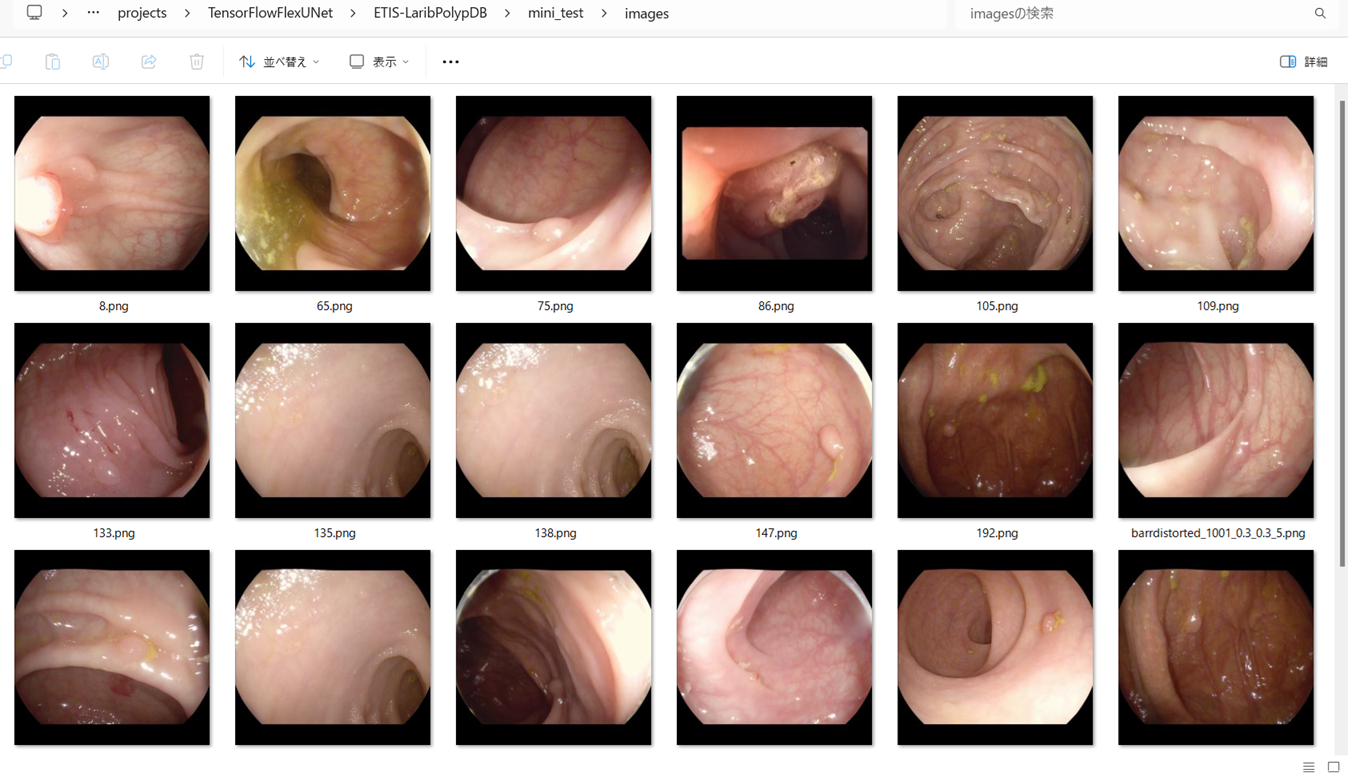 … projects > TensorFlowFlexUNet > ETIS-LaribPolypDB > mini_test > images
imagesの検索
並べ替え 表示 … 詳細
8.png 65.png 75.png 86.png 105.png 109.png
133.png 135.png 138.png 147.png 192.png barrdistorted_1001_0.3_0.3_5.png